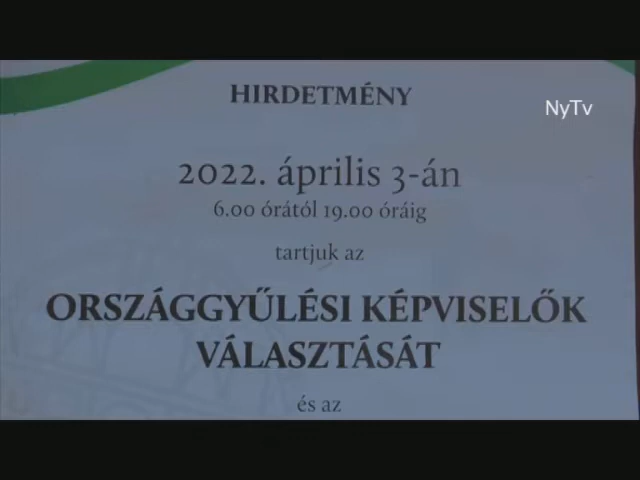 HIRDETMÉNY
NyTv
2022. április 3-án
6.00 órától 19.00 óráig
tartjuk az
ORSZÁGGYŰLÉSI KÉPVISELŐK
VÁLASZTÁSÁT
és az